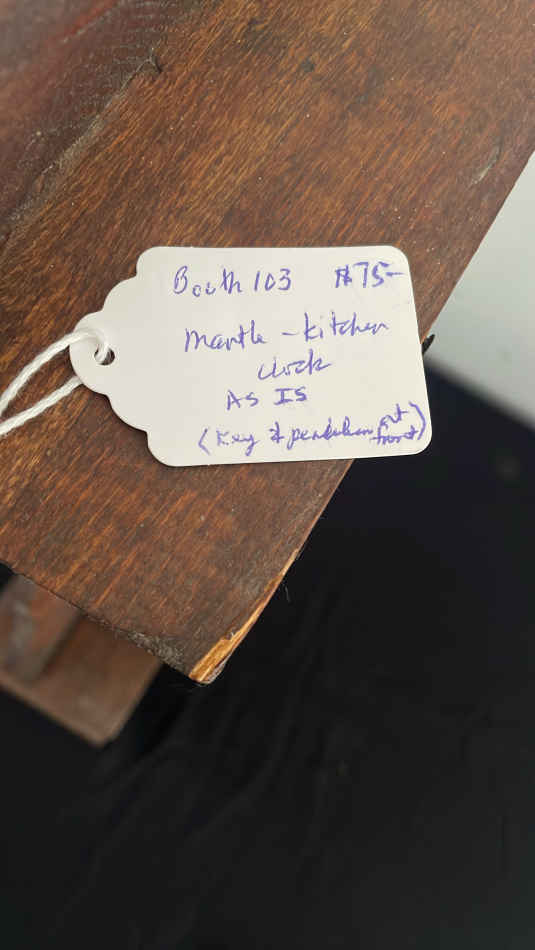 Booth 103 $75-
Mantle - kitchen
clock
AS IS
(Key & pendulum at front)